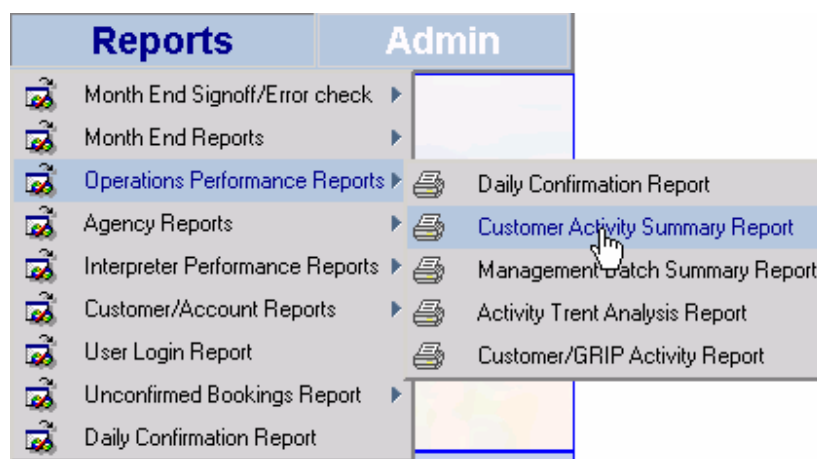 Reports Admin
Month End Signoff/Error check
Month End Reports
Operations Performance Reports
Daily Confirmation Report
Agency Reports
Customer Activity Summary Report
Interpreter Performance Reports
Management Batch Summary Report
Customer/Account Reports
Activity Trent Analysis Report
User Login Report
Customer/GRIP Activity Report
Unconfirmed Bookings Report
Daily Confirmation Report